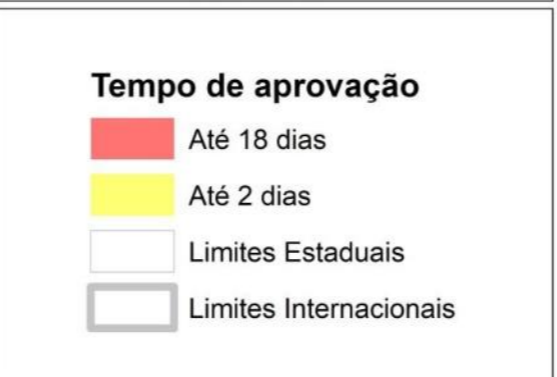 Tempo de aprovação
Até 18 dias
Até 2 dias
Limites Estaduais
Limites Internacionais